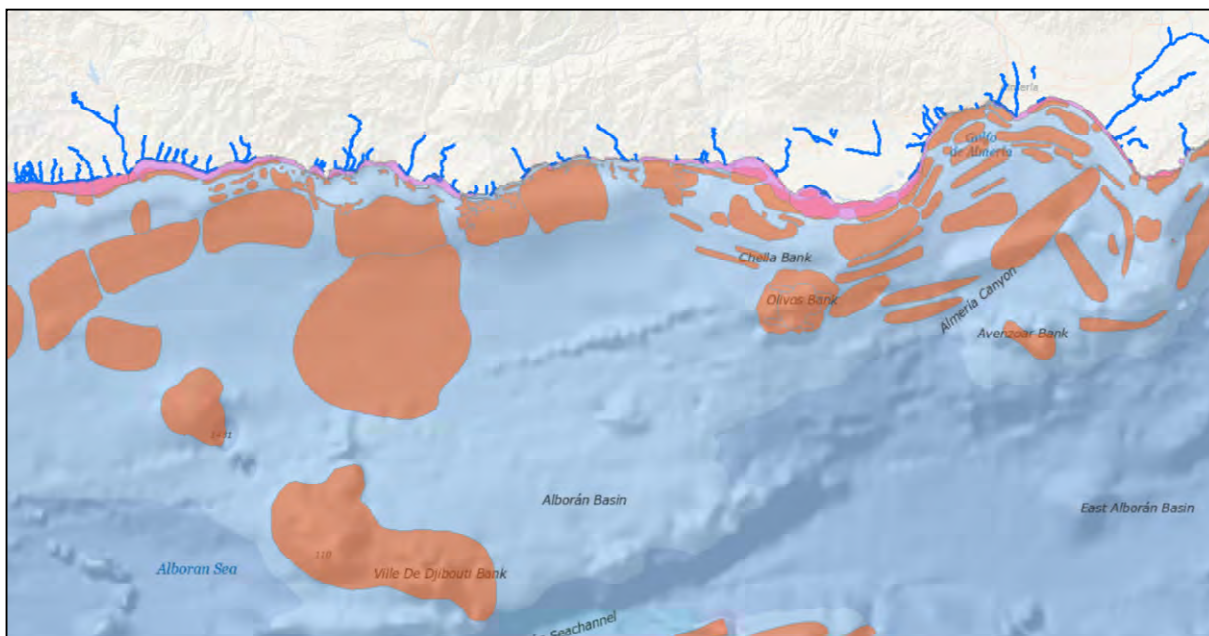 Golfo
de Almería
Chella Bank
Olivos Bank
Almería Canyon
Avenzoar Bank
Alborán Basin
East Alborán Basin
110
Alboran Sea
Ville De Djibouti Bank
Seachannel